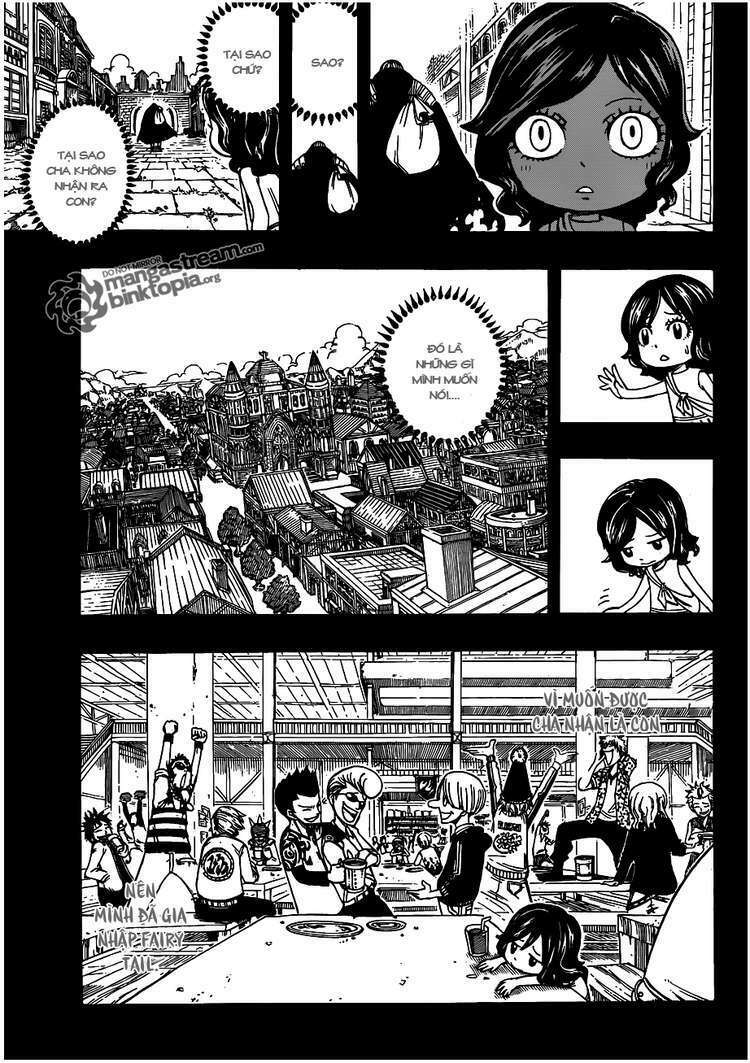 SAO?
TẠI SAO
CHỨ?
TẠI SAO
CHA KHÔNG
NHẬN RA
CON?
DO NOT MIRROR
mangastream.com
binktopia.org
ĐÓ LÀ
NHỮNG GÌ
MÌNH MUỐN
NÓI....
VÌ MUỐN ĐƯỢC
CHA NHẬN LÀ CON
NÊN
MÌNH ĐÃ GIA
NHẬP FAIRY
TAIL..